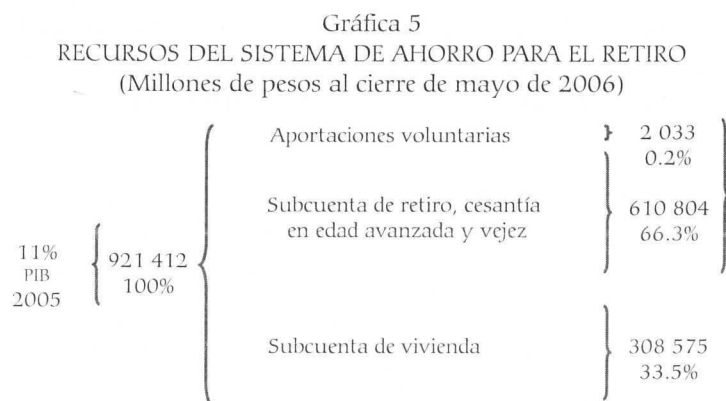 Gráfica 5
RECURSOS DEL SISTEMA DE AHORRO PARA EL RETIRO
(Millones de pesos al cierre de mayo de 2006)
Aportaciones voluntarias
2 033
0.2%
Subcuenta de retiro, cesantía
en edad avanzada y vejez
610 804
66.3%
11%
PIB
2005
921 412
100%
Subcuenta de vivienda
308 575
33.5%